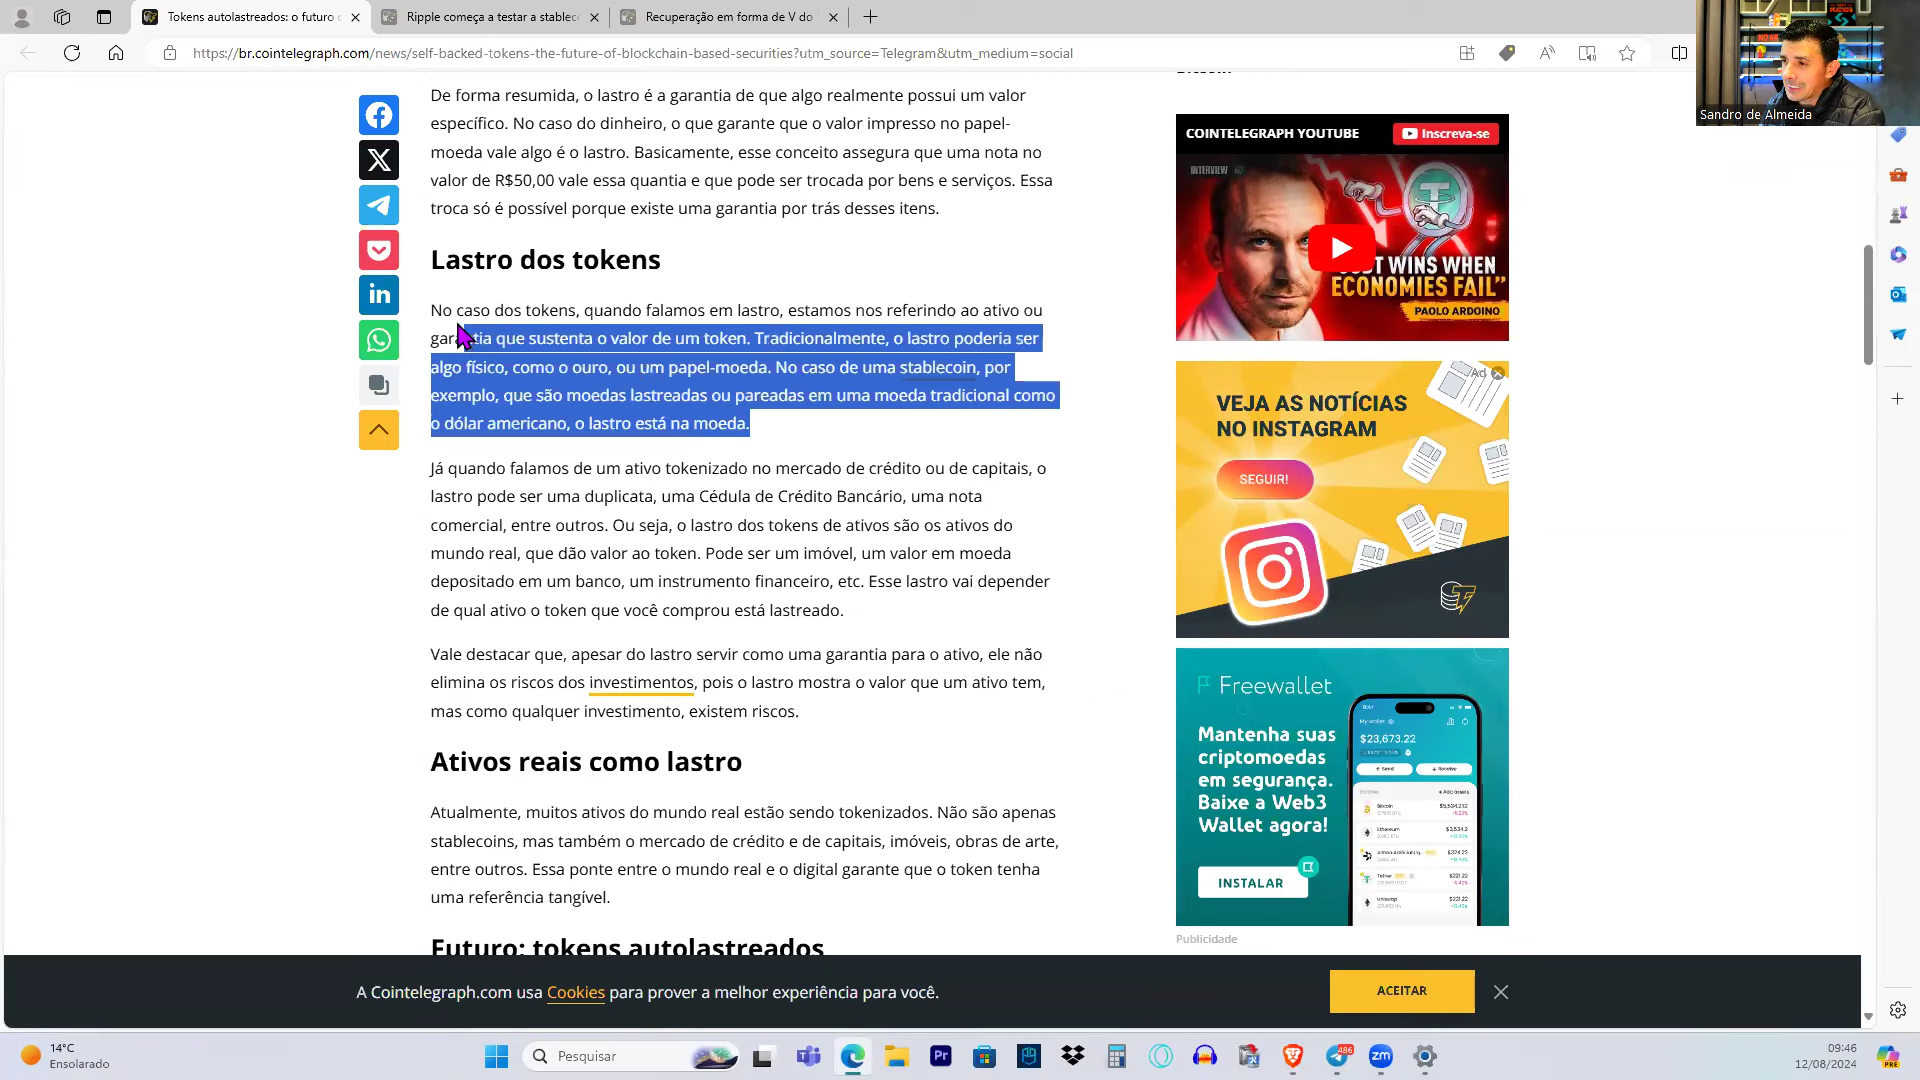 Tokens autolastreados: o futuro
Ripple começa a testar a stablec
Recuperação em forma de V do
https://br.cointelegraph.com/news/self-backed-tokens-the-future-of-blockchain-based-securities?utm_source=Telegram&utm_medium=social
Sandro de Almeida
De forma resumida, o lastro é a garantia de que algo realmente possui um valor
específico. No caso do dinheiro, o que garante que o valor impresso no papel-
moeda vale algo é o lastro. Basicamente, esse conceito assegura que uma nota no
valor de R$50,00 vale essa quantia e que pode ser trocada por bens e serviços. Essa
troca só é possível porque existe uma garantia por trás desses itens.
Lastro dos tokens
No caso dos tokens, quando falamos em lastro, estamos nos referindo ao ativo ou
garantia que sustenta o valor de um token. Tradicionalmente, o lastro poderia ser
algo físico, como o ouro, ou um papel-moeda. No caso de uma stablecoin, por
exemplo, que são moedas lastreadas ou pareadas em uma moeda tradicional como
o dólar americano, o lastro está na moeda.
Já quando falamos de um ativo tokenizado no mercado de crédito ou de capitais, o
lastro pode ser uma duplicata, uma Cédula de Crédito Bancário, uma nota
comercial, entre outros. Ou seja, o lastro dos tokens de ativos são os ativos do
mundo real, que dão valor ao token. Pode ser um imóvel, um valor em moeda
depositado em um banco, um instrumento financeiro, etc. Esse lastro vai depender
de qual ativo o token que você comprou está lastreado.
Vale destacar que, apesar do lastro servir como uma garantia para o ativo, ele não
elimina os riscos dos investimentos, pois o lastro mostra o valor que um ativo tem,
mas como qualquer investimento, existem riscos.
Ativos reais como lastro
Atualmente, muitos ativos do mundo real estão sendo tokenizados. Não são apenas
stablecoins, mas também o mercado de crédito e de capitais, imóveis, obras de arte,
entre outros. Essa ponte entre o mundo real e o digital garante que o token tenha
uma referência tangível.
Futuro: tokens autolastreados
COINTELEGRAPH YOUTUBE
Inscreva-se
INTERVIEW
WINS WHEN
ECONOMIES FAIL”
PAOLO ARDOINO
Ad
VEJA AS NOTÍCIAS
NO INSTAGRAM
SEGUIR!
Freewallet
Mantenha suas
criptomoedas
em segurança.
Baixe a Web3
Wallet agora!
INSTALAR
My wallet
$23,673.22
Send
Receive
Bitcoin
Ethereum
Tether
Uniswap
Publicidade
A Cointelegraph.com usa Cookies para prover a melhor experiência para você.
ACEITAR
14°C
Ensolarado
Pesquisar
Pr
486
zm
09:46
12/08/2024
PRE